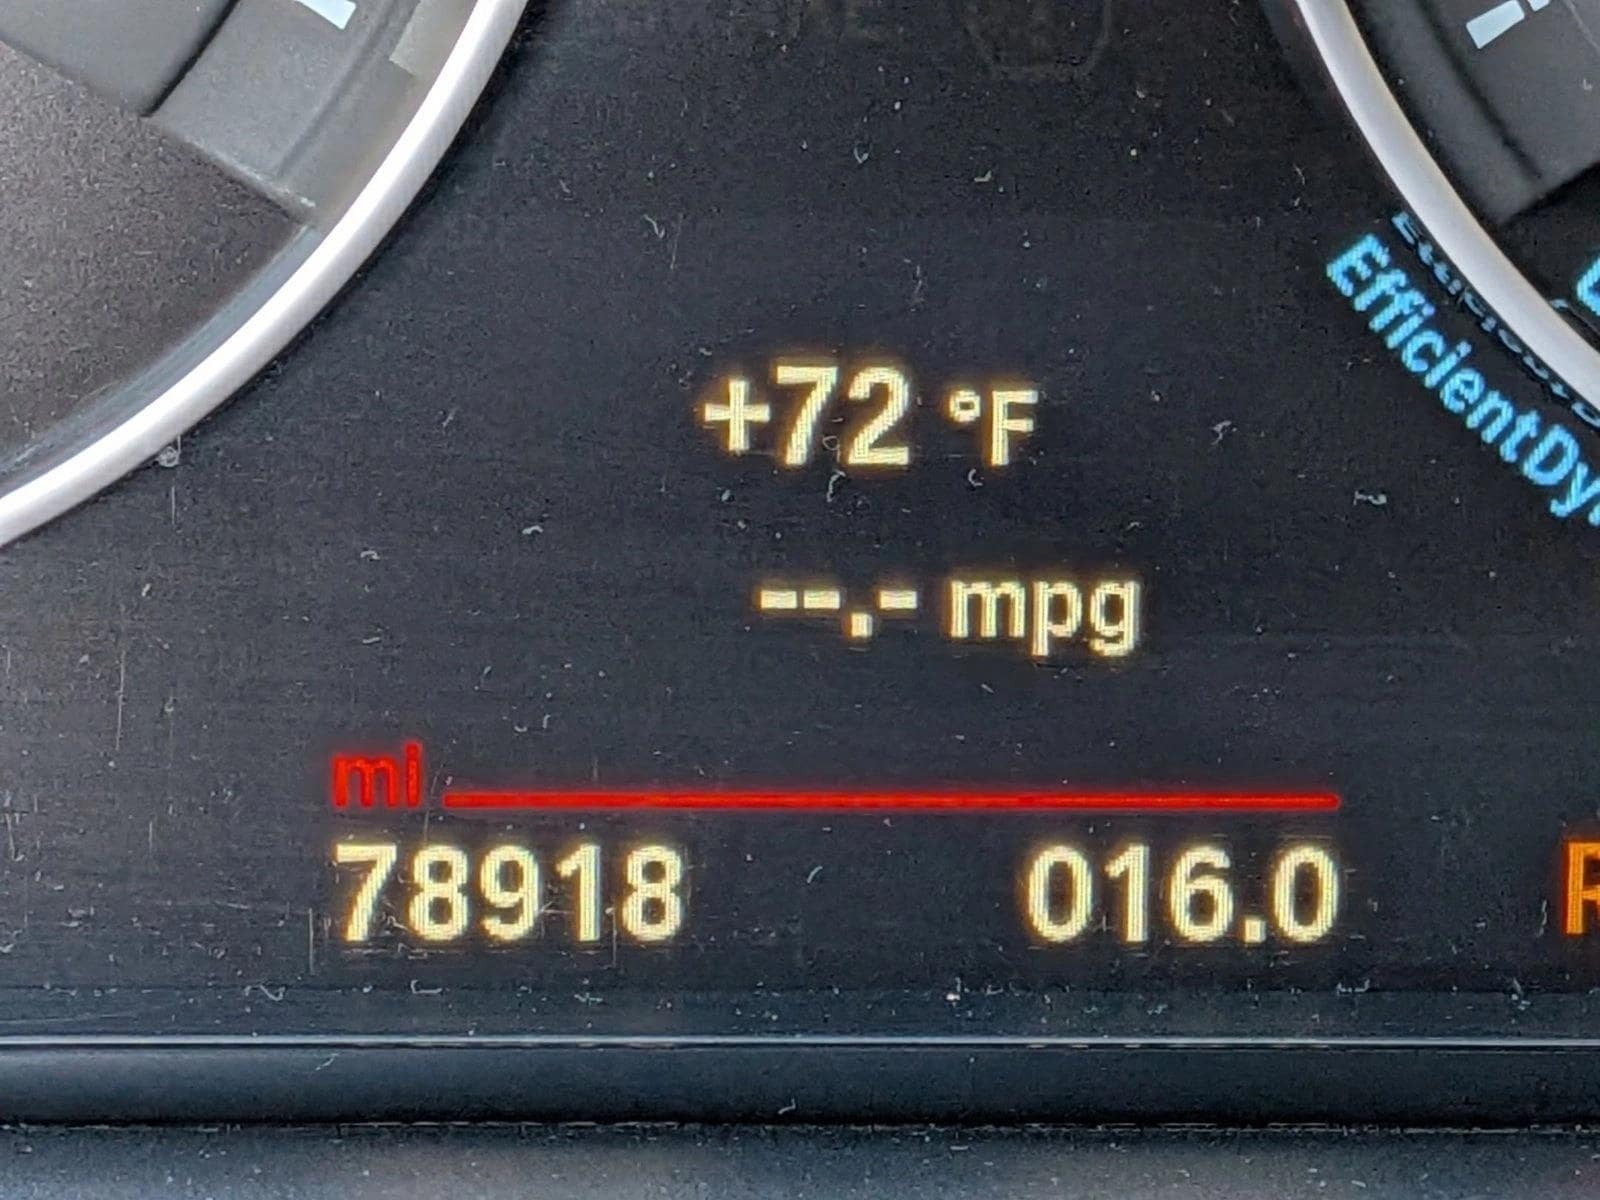 +72 °F
--.- mpg
mi
78918 016.0
EfficientDy
R